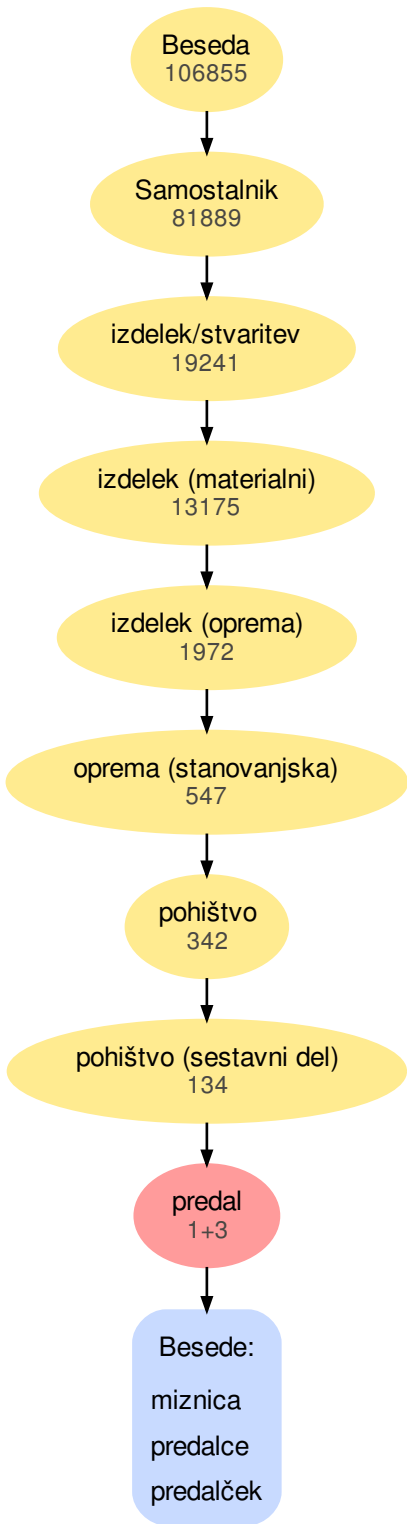 Beseda
106855
Samostalnik
81889
izdelek/stvaritev
19241
izdelek (materialni)
13175
izdelek (oprema)
1972
oprema (stanovanjska)
547
pohištvo
342
pohištvo (sestavni del)
134
predal
1+3
Besede:
miznica
predalce
predalček